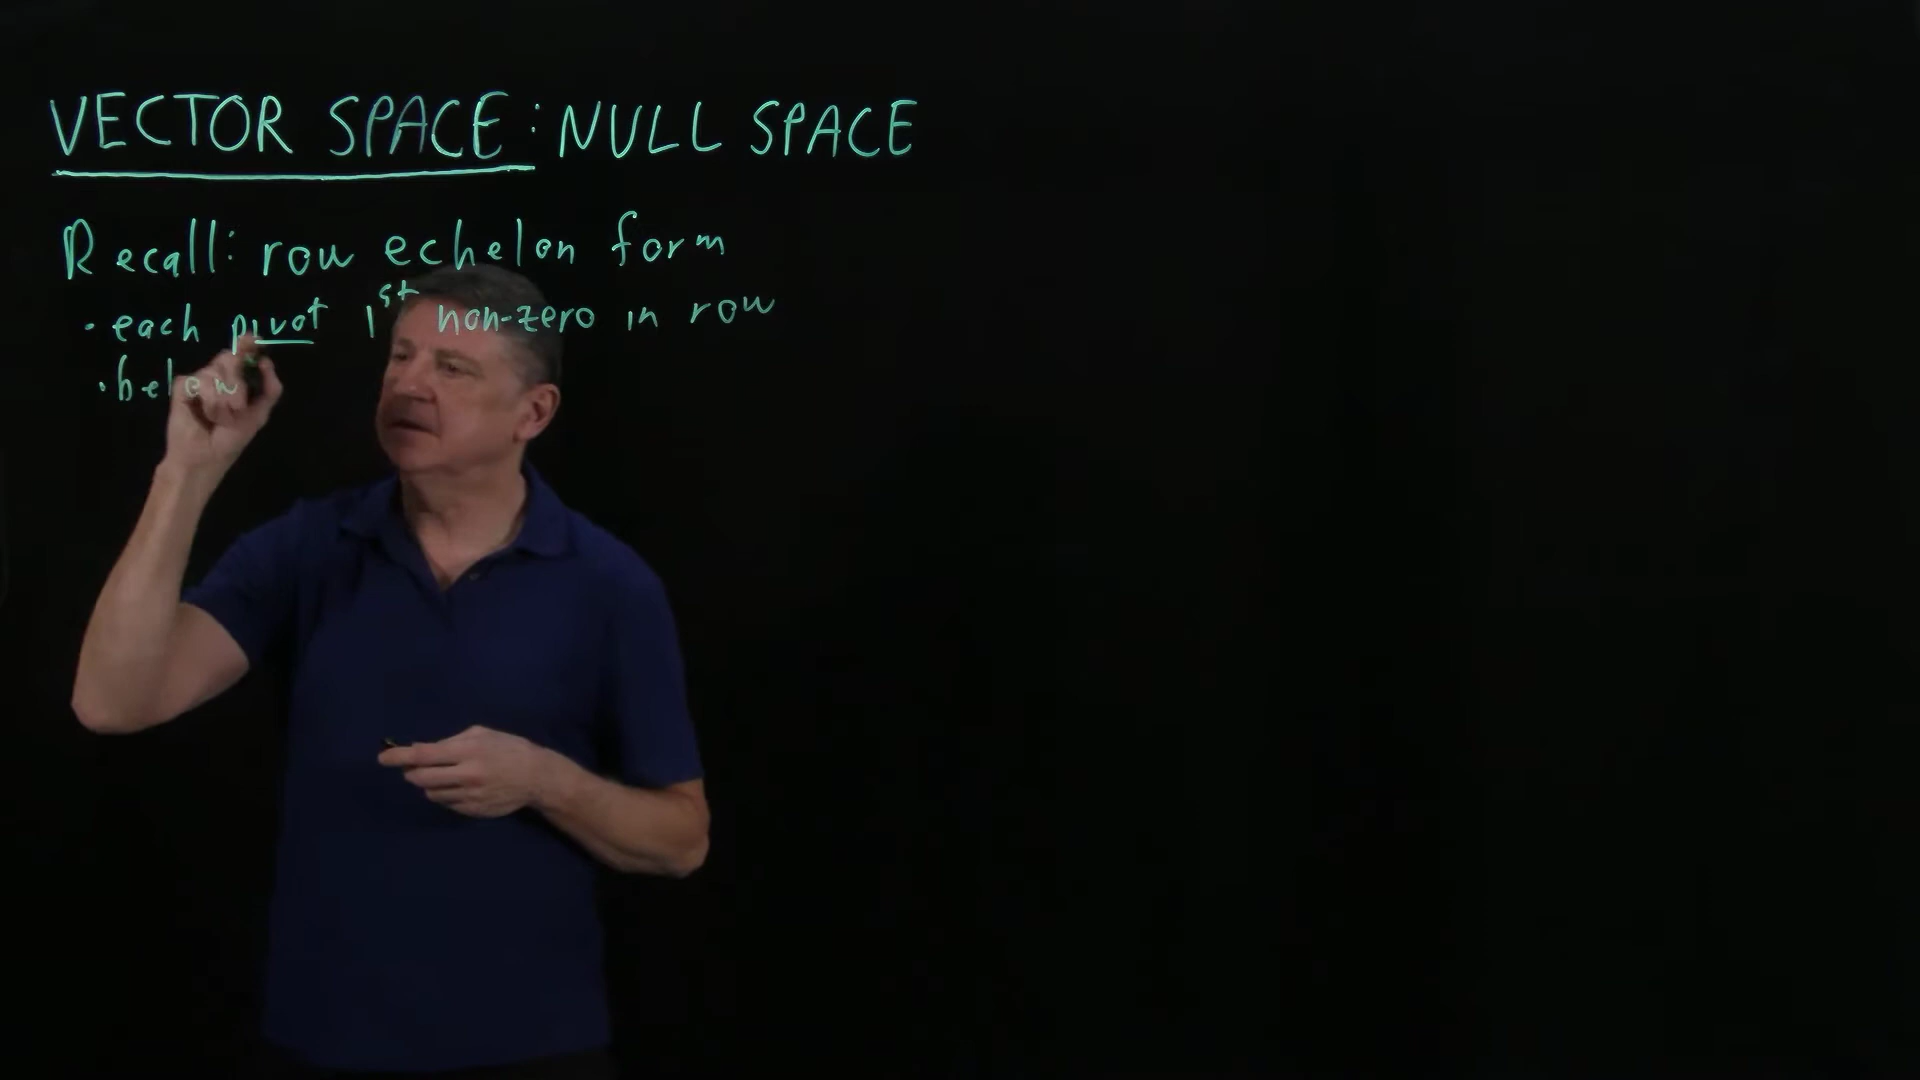 VECTOR SPACE: NULL SPACE
Recall: row echelon form
• each pivot 1st non-zero in row
• below